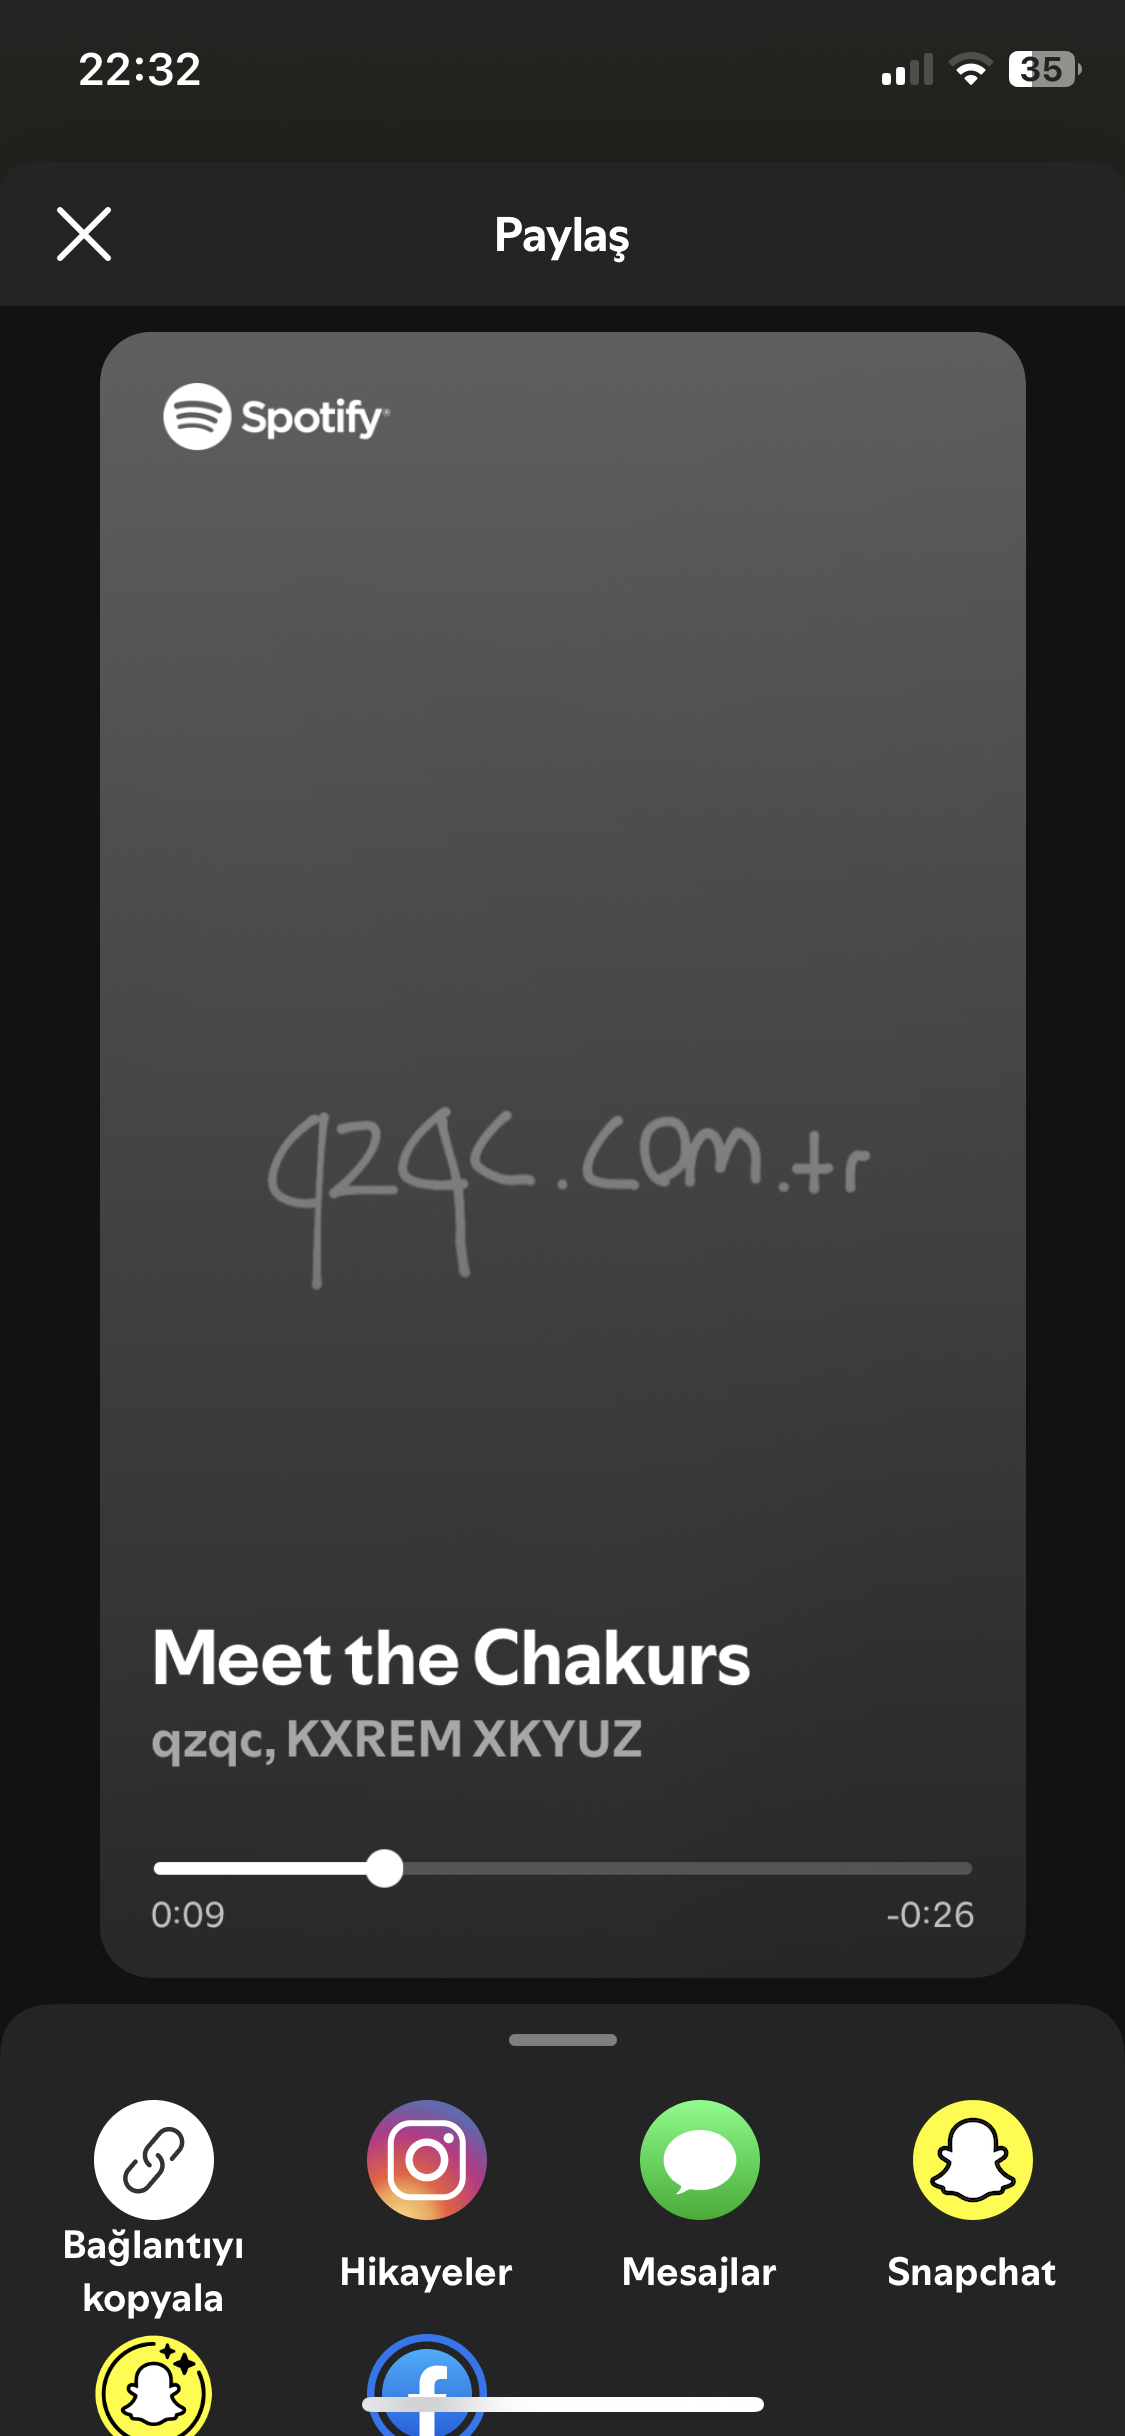 22:32
35
Paylaş
Spotify
qzqc.com.tr
Meet the Chakurs
qzqc, KXREM XKYUZ
0:09 -0:26
Bağlantıyı
kopyala
Hikayeler
Mesajlar
Snapchat